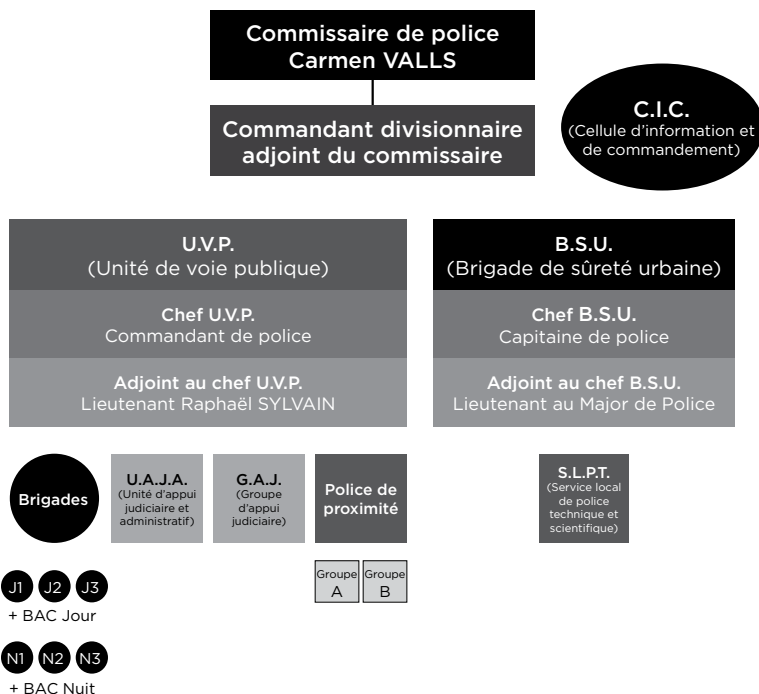 Commissaire de police
Carmen VALLS
Commandant divisionnaire
adjoint du commissaire
C.I.C.
(Cellule d'information et
de commandement)
U.V.P.
(Unité de voie publique)
Chef U.V.P.
Commandant de police
Adjoint au chef U.V.P.
Lieutenant Raphaël SYLVAIN
B.S.U.
(Brigade de sûreté urbaine)
Chef B.S.U.
Capitaine de police
Adjoint au chef B.S.U.
Lieutenant au Major de Police
Brigades
U.A.J.A.
(Unité d'appui
judiciaire et
administratif)
G.A.J.
(Groupe
d'appui
judiciaire)
Police de
proximité
S.L.P.T.
(Service local
de police
technique et
scientifique)
Groupe
A
Groupe
B
J1 J2 J3
+ BAC Jour
N1 N2 N3
+ BAC Nuit